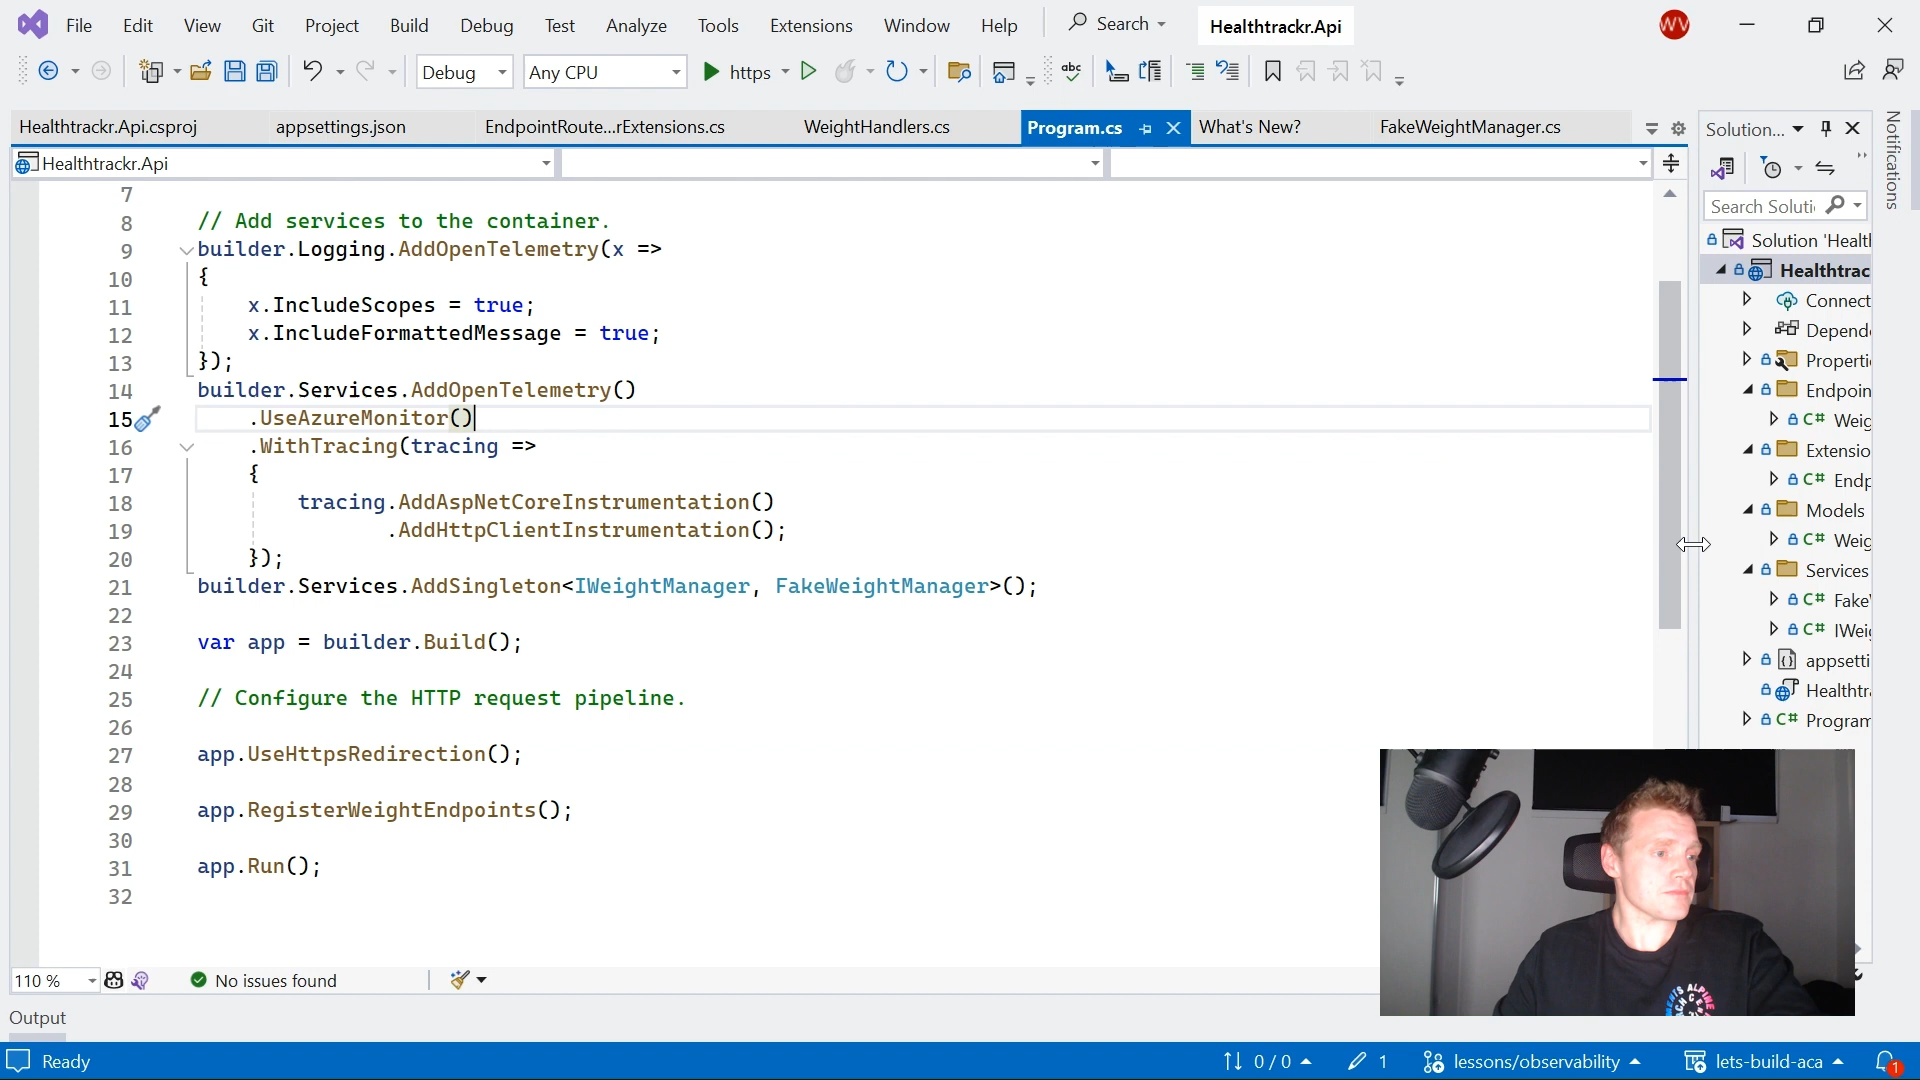 File Edit View Git Project Build Debug Test Analyze Tools Extensions Window Help Search Healthtrackr.Api WV
Debug Any CPU https abc
Healthtrackr.Api.csproj appsettings.json EndpointRoute...rExtensions.cs WeightHandlers.cs Program.cs What's New? FakeWeightManager.cs
Healthtrackr.Api
7
8 // Add services to the container.
9 builder.Logging.AddOpenTelemetry(x =>
10 {
11 x.IncludeScopes = true;
12 x.IncludeFormattedMessage = true;
13 });
14 builder.Services.AddOpenTelemetry()
15 .UseAzureMonitor()
16 .WithTracing(tracing =>
17 {
18 tracing.AddAspNetCoreInstrumentation()
19 .AddHttpClientInstrumentation();
20 });
21 builder.Services.AddSingleton<IWeightManager, FakeWeightManager>();
22
23 var app = builder.Build();
24
25 // Configure the HTTP request pipeline.
26
27 app.UseHttpsRedirection();
28
29 app.RegisterWeightEndpoints();
30
31 app.Run();
32
110 % No issues found
Output
Ready 0 / 0 1 lessons/observability lets-build-aca 1
Solution...
Search Soluti
Solution 'Healt
Healthtrac
Connect
Depend
Properti
Endpoin
C# Weig
Extensio
C# Endp
Models
C# Weig
Services
C# Fake
C# IWeig
appsetti
Healthtr
C# Program
Notifications